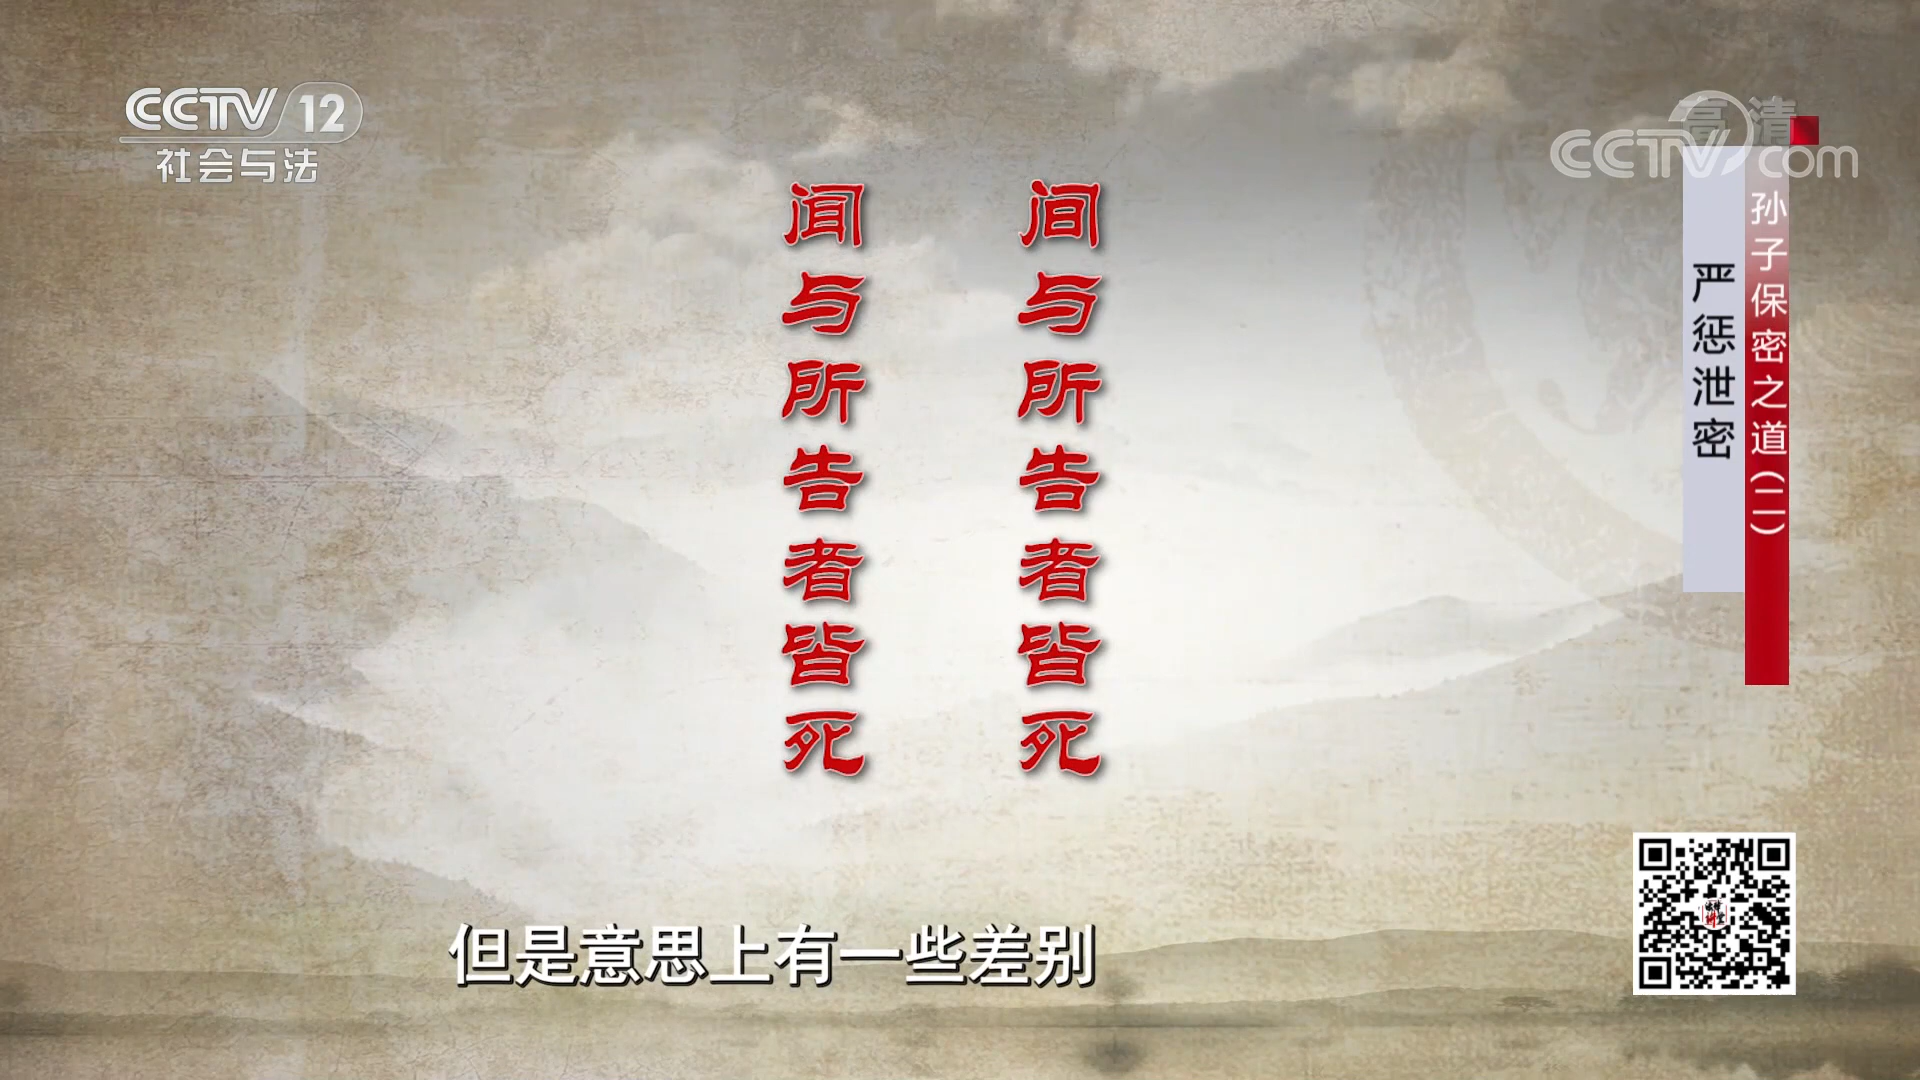 CCTV 12
社会与法
高清
CCTV.com
孙子保密之道(二)
严惩泄密
间与所告者皆死
闻与所告者皆死
但是意思上有一些差别